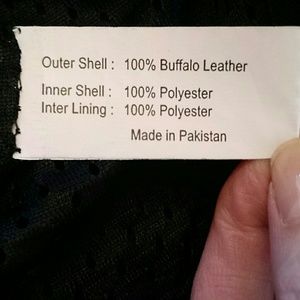 Outer Shell : 100% Buffalo Leather
Inner Shell : 100% Polyester
Inter Lining : 100% Polyester
Made in Pakistan